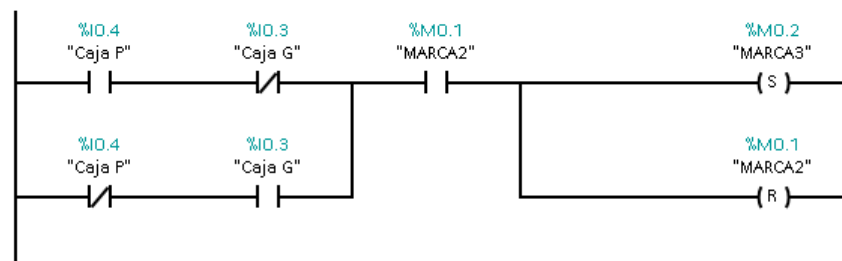 %I0.4 %I0.3 %M0.1 %M0.2
"Caja P" "Caja G" "MARCA2" "MARCA3"
S
%I0.4 %I0.3 %M0.1
"Caja P" "Caja G" "MARCA2"
R